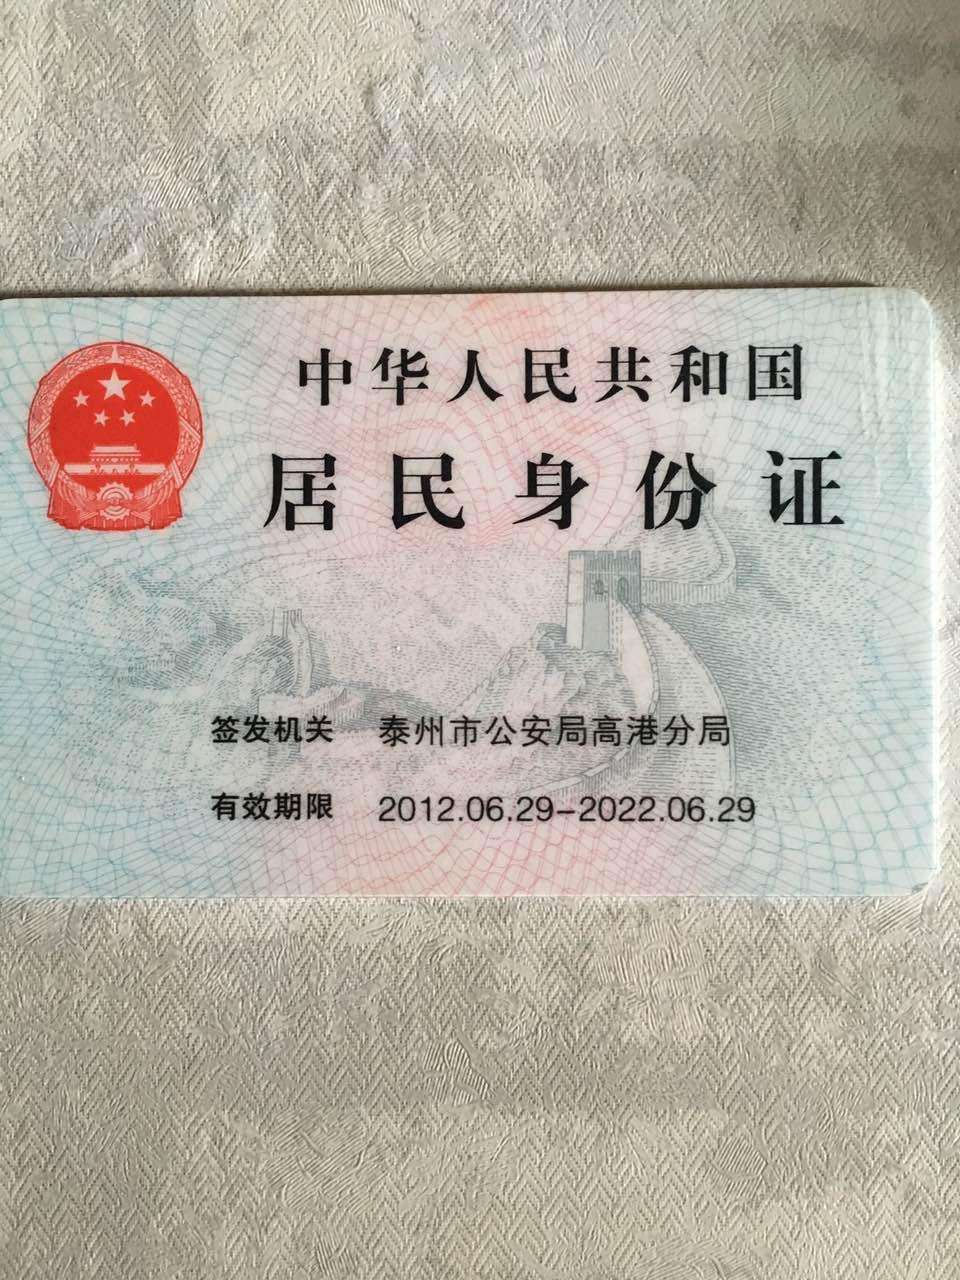 中华人民共和国
居民身份证
签发机关 泰州市公安局高港分局
有效期限 2012.06.29-2022.06.29